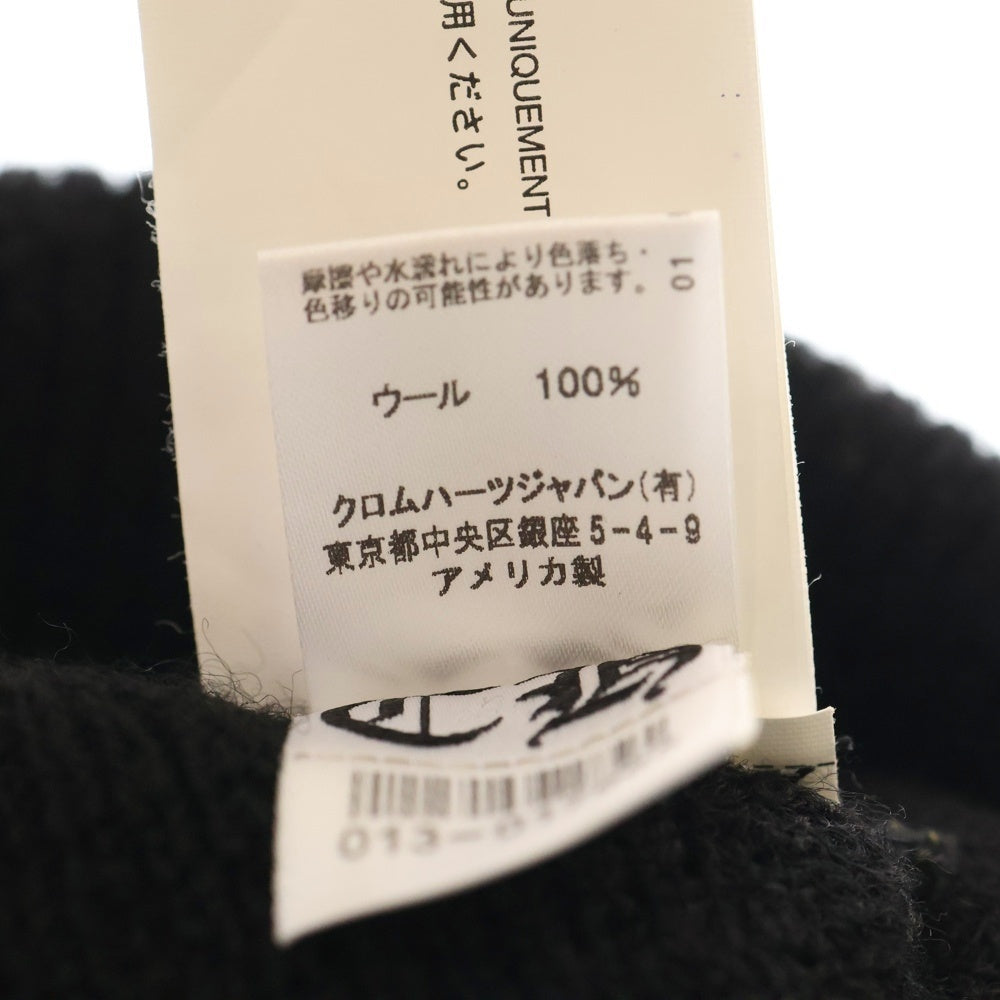 UNIQUEMENT
用ください。
摩擦や水濡れにより色落ち・
色移りの可能性があります。
01
ウール 100%
クロムハーツジャパン(有)
東京都中央区銀座5-4-9
アメリカ製
CH